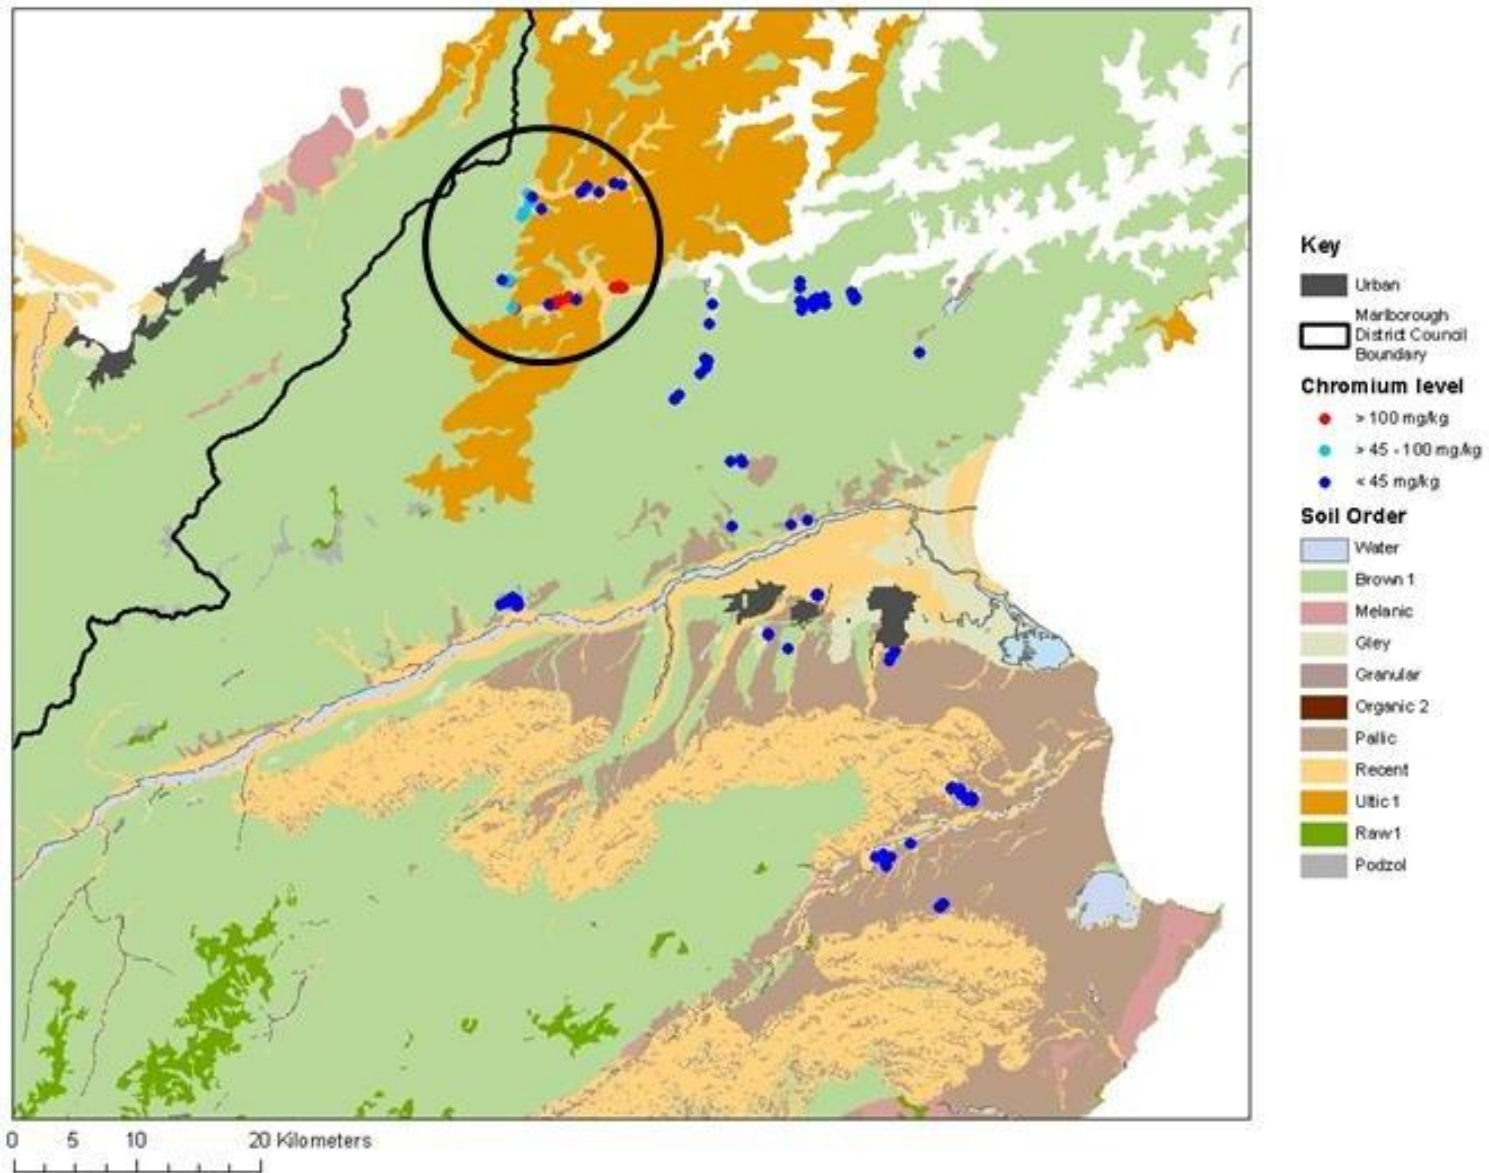 Key
Urban
Marlborough
District Council
Boundary
Chromium level
> 100 mg/kg
> 45 - 100 mg/kg
< 45 mg/kg
Soil Order
Water
Brown 1
Melanic
Gley
Granular
Organic 2
Pallic
Recent
Ultic 1
Raw1
Podzol
0 5 10 20 Kilometers